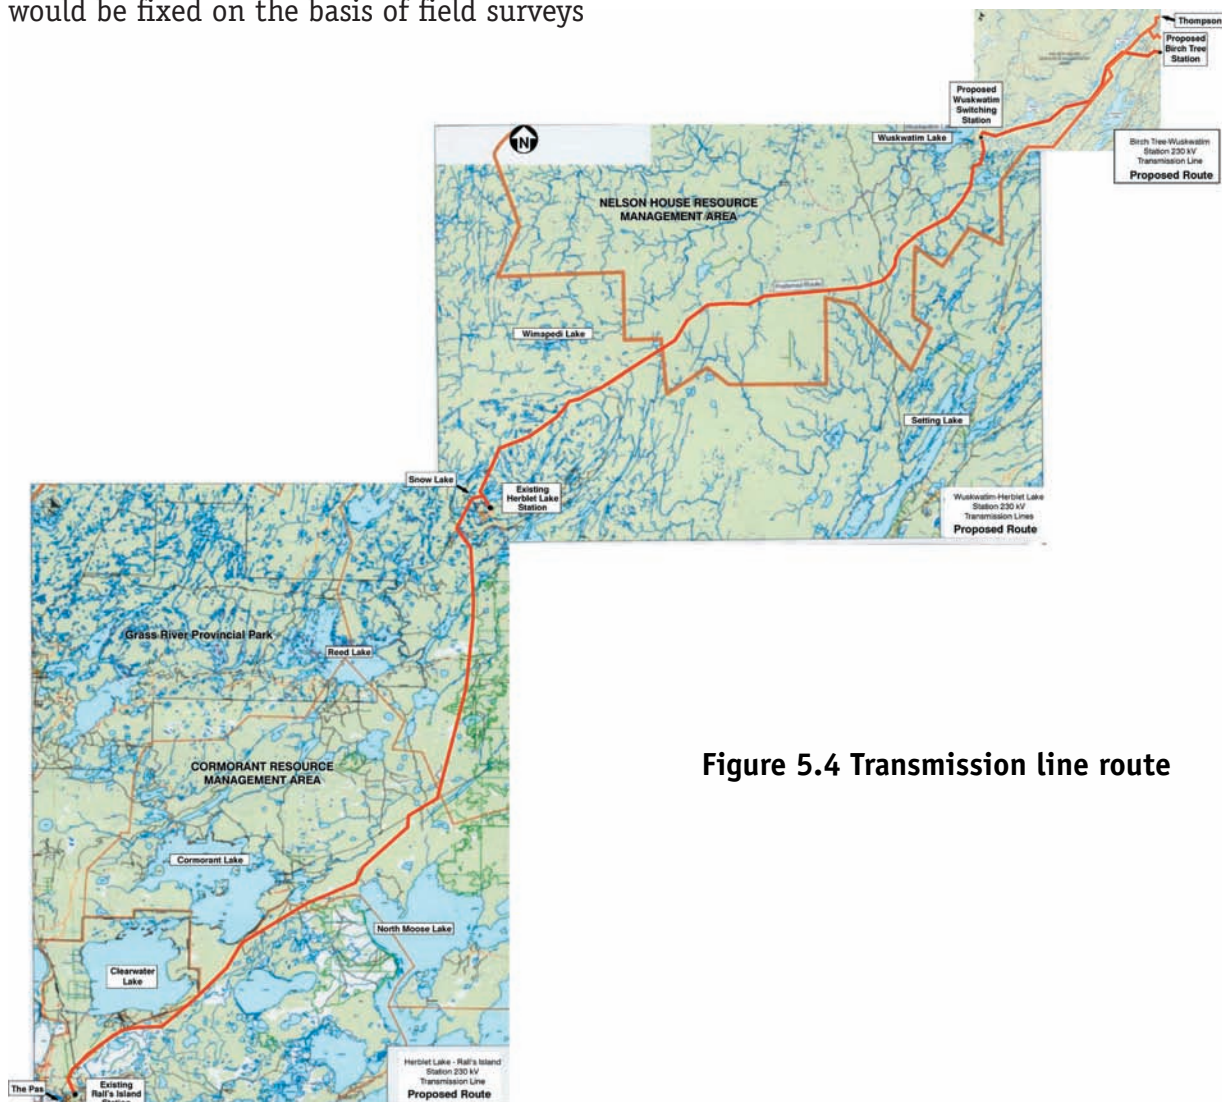 would be fixed on the basis of field surveys
Thompson
Proposed
Birch Tree
Station
Proposed
Wuskwatim
Switching
Station
Wuskwatim Lake
Birch Tree-Wuskwatim
Station 230 kV
Transmission Line
Proposed Route
N
NELSON HOUSE RESOURCE
MANAGEMENT AREA
Preferred Route
Wimapedi Lake
Setting Lake
Snow Lake
Existing
Herblet Lake
Station
Wuskwatim-Herblet Lake
Station 230 kV
Transmission Lines
Proposed Route
Grass River Provincial Park
Reed Lake
CORMORANT RESOURCE
MANAGEMENT AREA
Figure 5.4 Transmission line route
Cormorant Lake
North Moose Lake
Clearwater
Lake
Herblet Lake - Rall's Island
Station 230 kV
Transmission Line
Proposed Route
The Pas
Existing
Rall's Island
Station